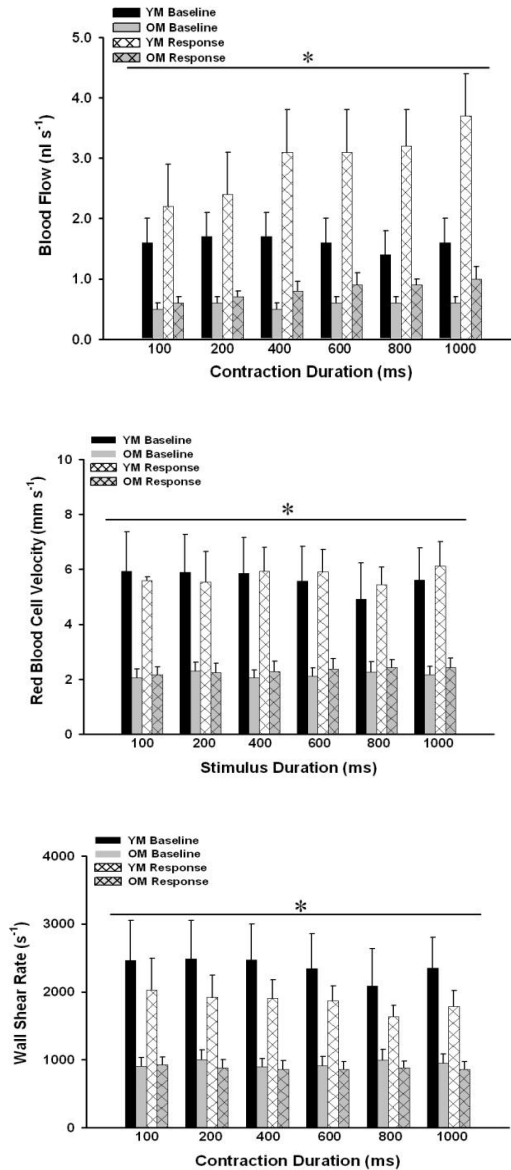 YM Baseline
OM Baseline
YM Response
OM Response
*
5.0
4.0
3.0
2.0
1.0
0.0
Blood Flow (nl s⁻¹)
100 200 400 600 800 1000
Contraction Duration (ms)
YM Baseline
OM Baseline
YM Response
OM Response
*
10
8
6
4
2
0
Red Blood Cell Velocity (mm s⁻¹)
100 200 400 600 800 1000
Stimulus Duration (ms)
YM Baseline
OM Baseline
YM Response
OM Response
*
4000
3000
2000
1000
0
Wall Shear Rate (s⁻¹)
100 200 400 600 800 1000
Contraction Duration (ms)